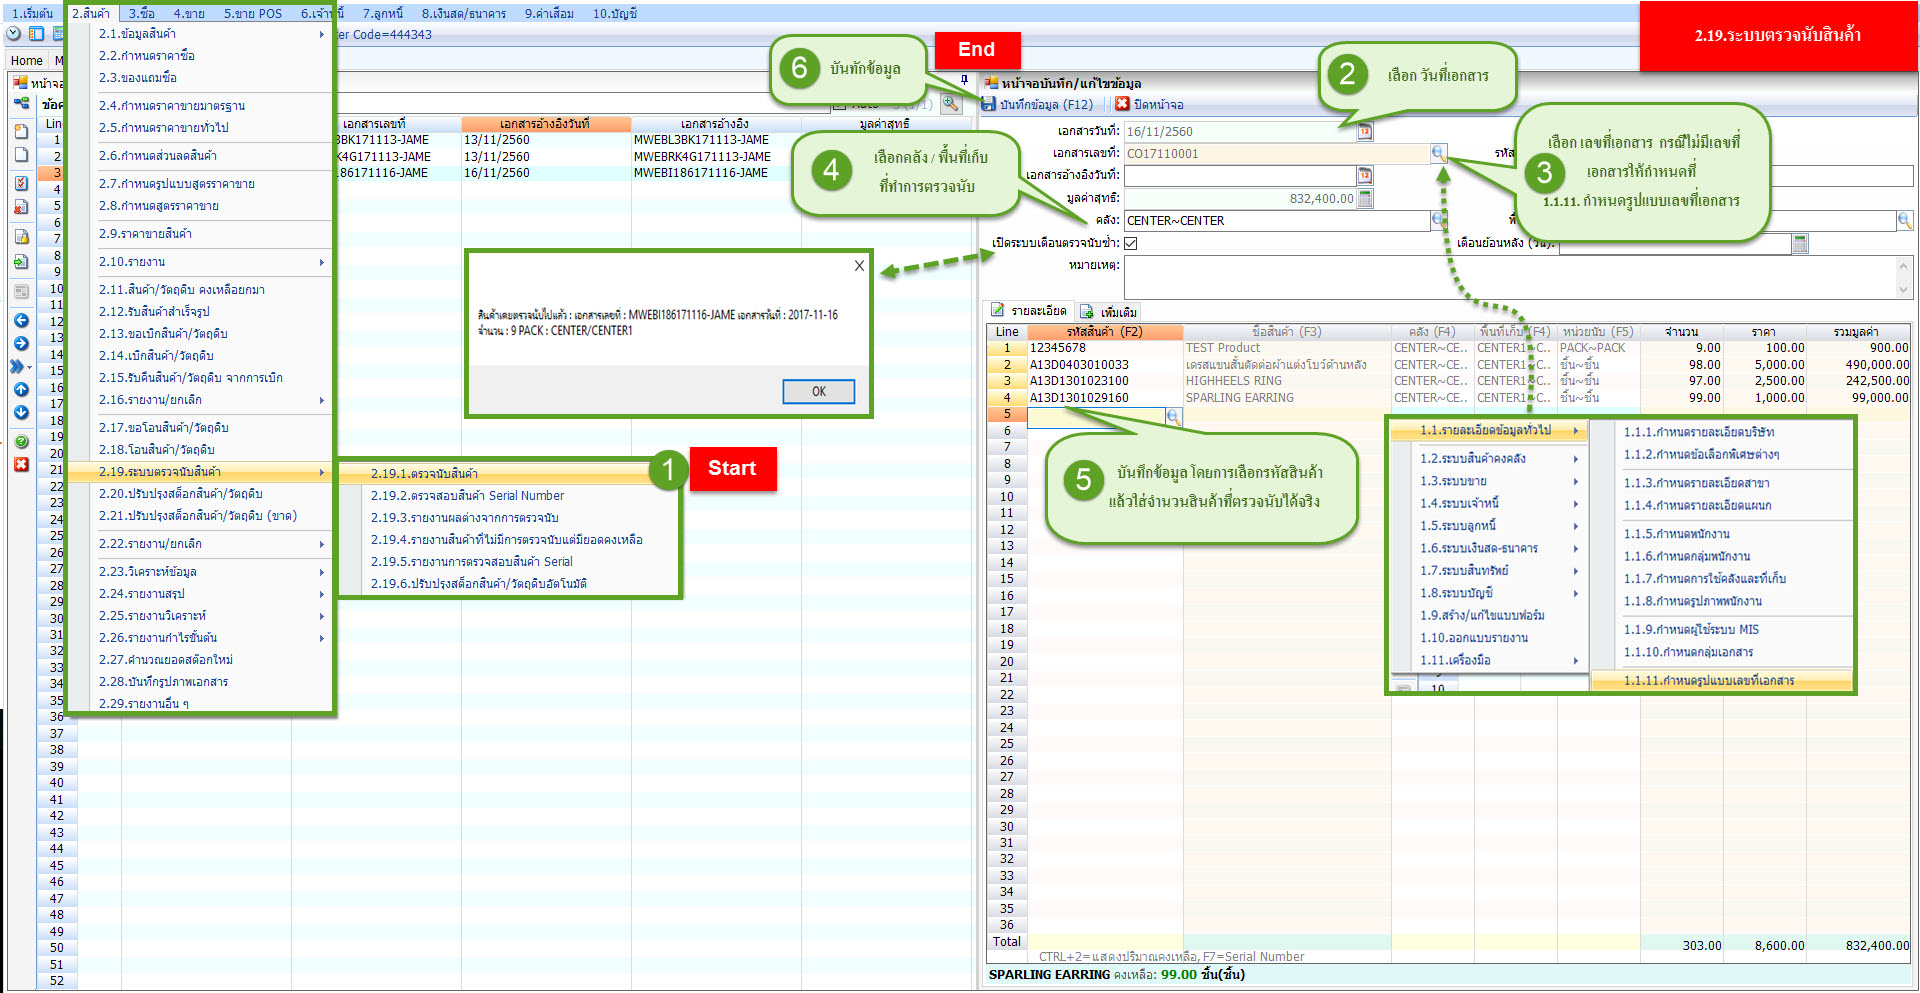 1.เริ่มต้น 2.สินค้า 3.ซื้อ 4.ขาย 5.ขาย POS 6.เจ้าหนี้ 7.ลูกหนี้ 8.เงินสด/ธนาคาร 9.ค่าเสื่อม 10.บัญชี
ter Code=444343
2.19.ระบบตรวจนับสินค้า
End
6 บันทึกข้อมูล
2 เลือก วันที่เอกสาร
Home
2.1.ข้อมูลสินค้า
2.2.กำหนดราคาซื้อ
2.3.ของแถมซื้อ
2.4.กำหนดราคาขายมาตรฐาน
2.5.กำหนดราคาขายทั่วไป
2.6.กำหนดส่วนลดสินค้า
2.7.กำหนดรูปแบบสูตรราคาขาย
2.8.กำหนดสูตรราคาขาย
2.9.ราคาขายสินค้า
2.10.รายงาน
2.11.สินค้า/วัตถุดิบ คงเหลือยกมา
2.12.รับสินค้าสำเร็จรูป
2.13.ขอเบิกสินค้า/วัตถุดิบ
2.14.เบิกสินค้า/วัตถุดิบ
2.15.รับคืนสินค้า/วัตถุดิบ จากการเบิก
2.16.รายงาน/ยกเลิก
2.17.ขอโอนสินค้า/วัตถุดิบ
2.18.โอนสินค้า/วัตถุดิบ
2.19.ระบบตรวจนับสินค้า
2.20.ปรับปรุงสต็อกสินค้า/วัตถุดิบ
2.21.ปรับปรุงสต็อกสินค้า/วัตถุดิบ (ขาด)
2.22.รายงาน/ยกเลิก
2.23.วิเคราะห์ข้อมูล
2.24.รายงานสรุป
2.25.รายงานวิเคราะห์
2.26.รายงานกำไรขั้นต้น
2.27.คำนวณยอดสต๊อกใหม่
2.28.บันทึกรูปภาพเอกสาร
2.29.รายงานอื่น ๆ
1 Start
2.19.1.ตรวจนับสินค้า
2.19.2.ตรวจสอบสินค้า Serial Number
2.19.3.รายงานผลต่างจากการตรวจนับ
2.19.4.รายงานสินค้าที่ไม่มีการตรวจนับแต่มียอดคงเหลือ
2.19.5.รายงานการตรวจสอบสินค้า Serial
2.19.6.ปรับปรุงสต็อกสินค้า/วัตถุดิบอัตโนมัติ
เอกสารเลขที่ เอกสารอ้างอิงวันที่ เอกสารอ้างอิง มูลค่าสุทธิ
3BK171113-JAME 13/11/2560 MWEBL3BK171113-JAME
K4G171113-JAME 13/11/2560 MWEBRK4G171113-JAME
186171116-JAME 16/11/2560 MWEBI186171116-JAME
4 เลือกคลัง / พื้นที่เก็บ
ที่ทำการตรวจนับ
X
สินค้าเคยตรวจนับไปแล้ว : เอกสารเลขที่ : MWEBI186171116-JAME เอกสารวันที่ : 2017-11-16
จำนวน : 9 PACK : CENTER/CENTER1
OK
หน้าจอบันทึก/แก้ไขข้อมูล
บันทึกข้อมูล (F12) ปิดหน้าจอ
เอกสารวันที่: 16/11/2560
เอกสารเลขที่: CO17110001
เอกสารอ้างอิงวันที่:
มูลค่าสุทธิ: 832,400.00
คลัง: CENTER~CENTER
เปิดระบบเตือนตรวจนับซ้ำ: เตือนย้อนหลัง (วัน):
หมายเหตุ:
3 เลือก เลขที่เอกสาร กรณีไม่มีเลขที่
เอกสารให้กำหนดที่
1.1.11. กำหนดรูปแบบเลขที่เอกสาร
รายละเอียด เพิ่มเติม
Line รหัสสินค้า (F2) ชื่อสินค้า (F3) คลัง (F4) พื้นที่เก็บ (F4) หน่วยนับ (F5) จำนวน ราคา รวมมูลค่า
1 12345678 TEST Product CENTER~CE.. CENTER1~C.. PACK~PACK 9.00 100.00 900.00
2 A13D0403010033 เดรสแขนสั้นตัดต่อผ้าแต่งโบว์ด้านหลัง CENTER~CE.. CENTER1~C.. ชิ้น~ชิ้น 98.00 5,000.00 490,000.00
3 A13D1301023100 HIGHHEELS RING CENTER~CE.. CENTER1~C.. ชิ้น~ชิ้น 97.00 2,500.00 242,500.00
4 A13D1301029160 SPARLING EARRING CENTER~CE.. CENTER1~C.. ชิ้น~ชิ้น 99.00 1,000.00 99,000.00
5 บันทึกข้อมูล โดยการเลือกรหัสสินค้า
แล้วใส่จำนวนสินค้าที่ตรวจนับได้จริง
1.1.รายละเอียดข้อมูลทั่วไป
1.2.ระบบสินค้าคงคลัง
1.3.ระบบขาย
1.4.ระบบเจ้าหนี้
1.5.ระบบลูกหนี้
1.6.ระบบเงินสด-ธนาคาร
1.7.ระบบสินทรัพย์
1.8.ระบบบัญชี
1.9.สร้าง/แก้ไขแบบฟอร์ม
1.10.ออกแบบรายงาน
1.11.เครื่องมือ
1.1.1.กำหนดรายละเอียดบริษัท
1.1.2.กำหนดข้อเลือกพิเศษต่างๆ
1.1.3.กำหนดรายละเอียดสาขา
1.1.4.กำหนดรายละเอียดแผนก
1.1.5.กำหนดพนักงาน
1.1.6.กำหนดกลุ่มพนักงาน
1.1.7.กำหนดการใช้คลังและที่เก็บ
1.1.8.กำหนดรูปภาพพนักงาน
1.1.9.กำหนดผู้ใช้ระบบ MIS
1.1.10.กำหนดกลุ่มเอกสาร
1.1.11.กำหนดรูปแบบเลขที่เอกสาร
Total 303.00 8,600.00 832,400.00
CTRL+2=แสดงปริมาณคงเหลือ, F7=Serial Number
SPARLING EARRING คงเหลือ: 99.00 ชิ้น(ชิ้น)